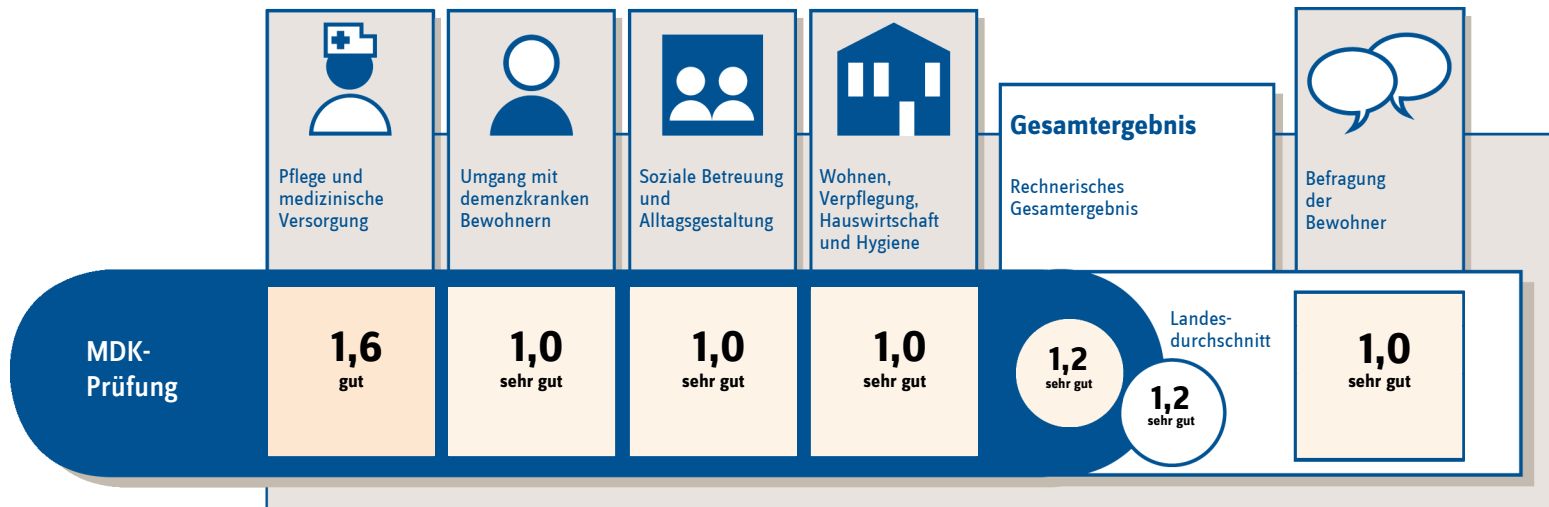 Pflege und
medizinische
Versorgung
Umgang mit
demenzkranken
Bewohnern
Soziale Betreuung
und
Alltagsgestaltung
Wohnen,
Verpflegung,
Hauswirtschaft
und Hygiene
Gesamtergebnis
Rechnerisches
Gesamtergebnis
Befragung
der
Bewohner
MDK-
Prüfung
1,6
gut
1,0
sehr gut
1,0
sehr gut
1,0
sehr gut
1,2
sehr gut
Landes-
durchschnitt
1,2
sehr gut
1,0
sehr gut